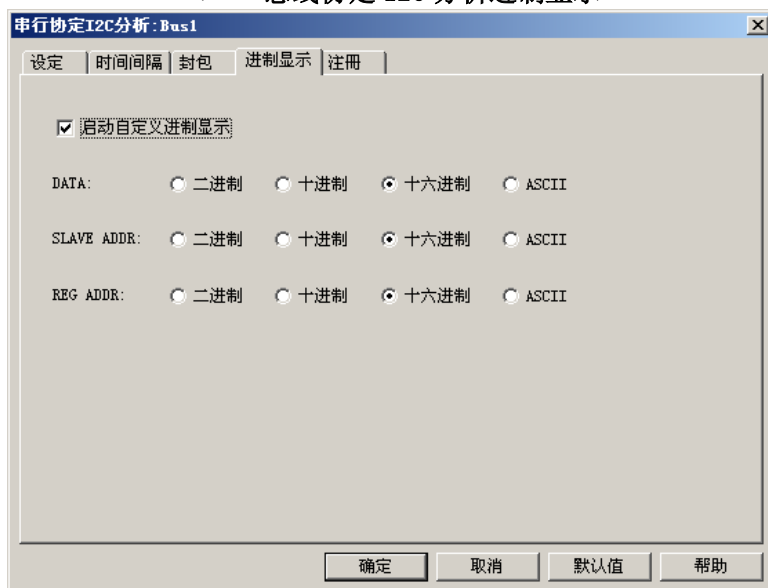 串行协定I2C分析:Bus1
设定 时间间隔 封包 进制显示 注册
启动自定义进制显示
DATA: 二进制 十进制 十六进制 ASCII
SLAVE ADDR: 二进制 十进制 十六进制 ASCII
REG ADDR: 二进制 十进制 十六进制 ASCII
确定 取消 默认值 帮助